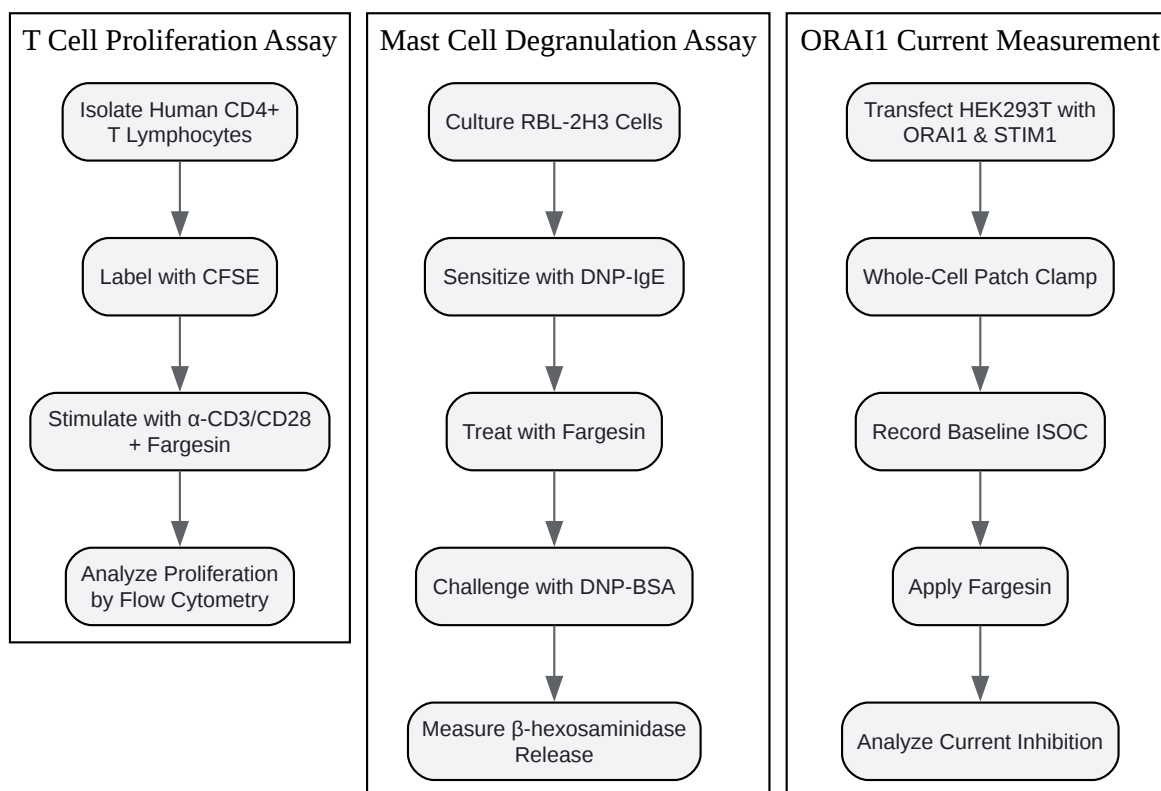 T Cell Proliferation Assay
Isolate Human CD4+
T Lymphocytes
Label with CFSE
Stimulate with α-CD3/CD28
+ Fargesin
Analyze Proliferation
by Flow Cytometry
Mast Cell Degranulation Assay
Culture RBL-2H3 Cells
Sensitize with DNP-IgE
Treat with Fargesin
Challenge with DNP-BSA
Measure β-hexosaminidase
Release
ORAI1 Current Measurement
Transfect HEK293T with
ORAI1 & STIM1
Whole-Cell Patch Clamp
Record Baseline ISOC
Apply Fargesin
Analyze Current Inhibition